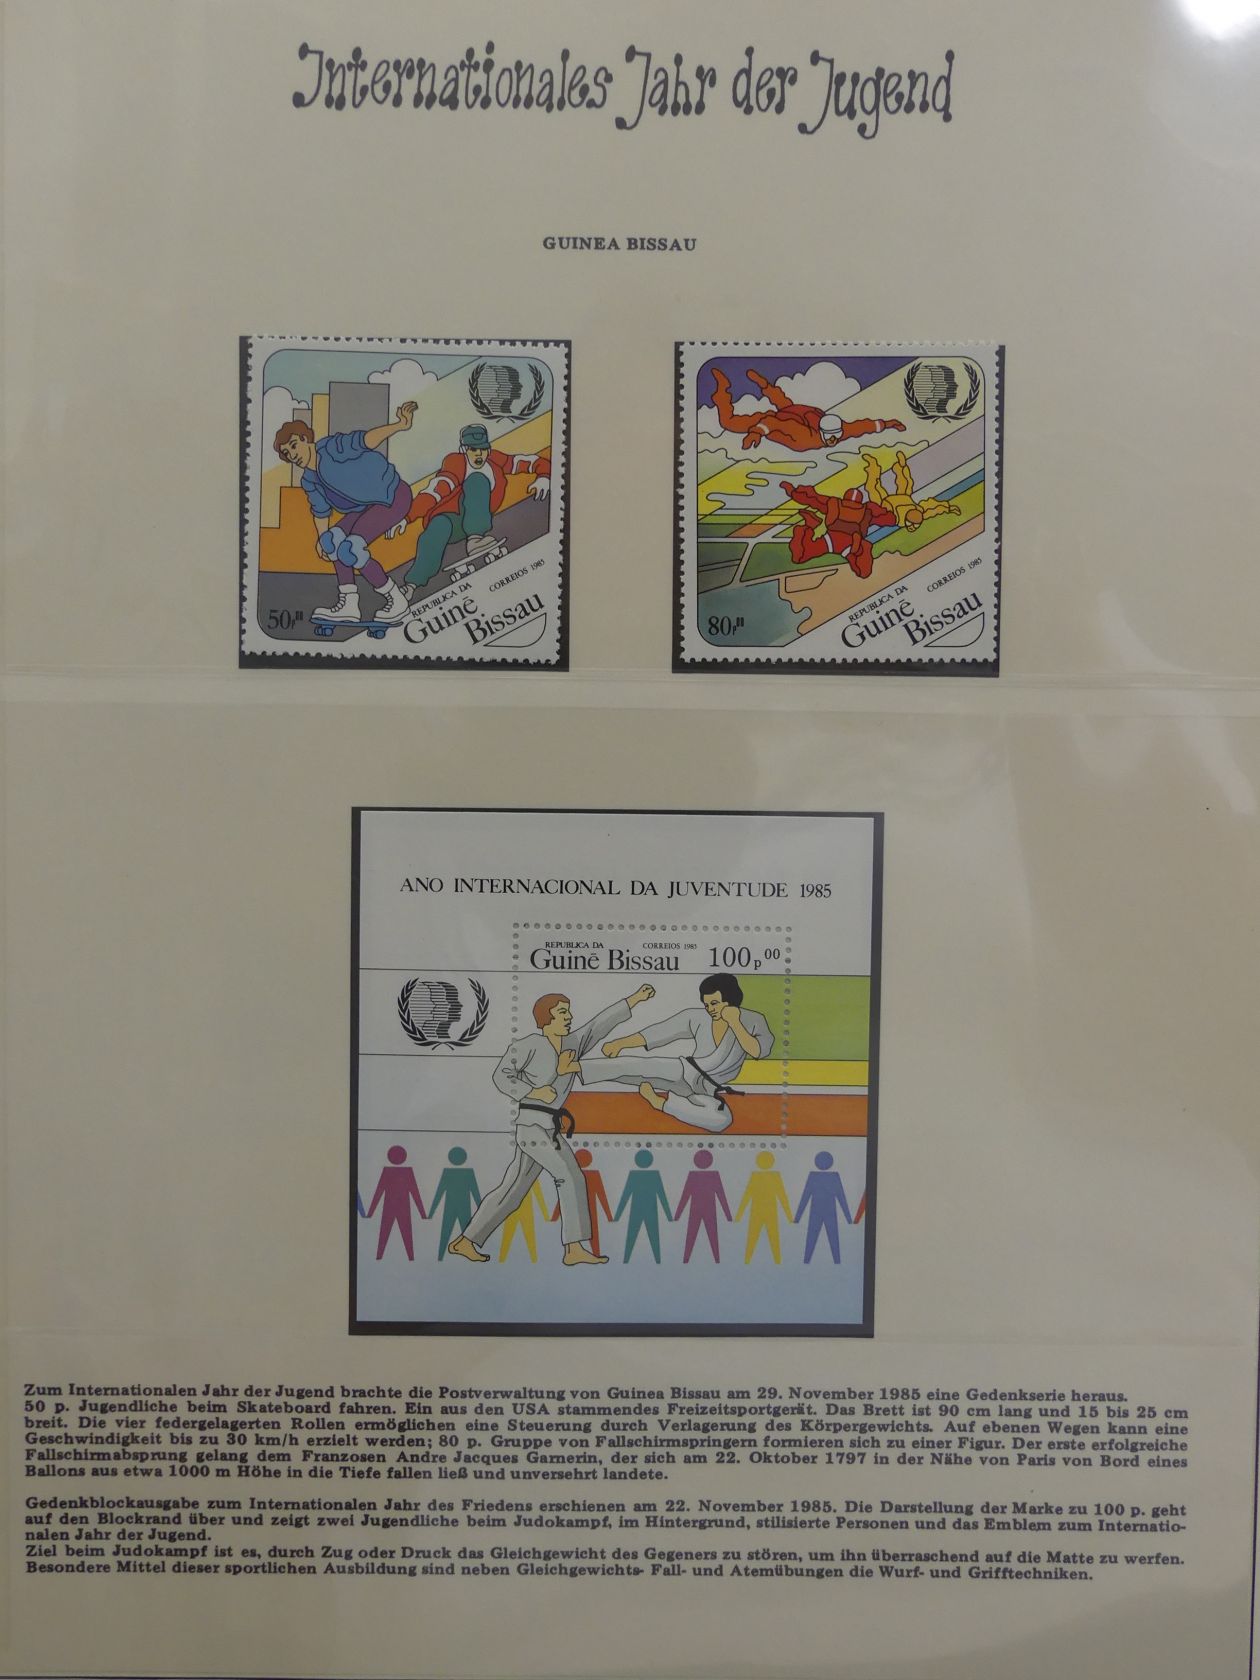 Internationales Jahr der Jugend
GUINEA BISSAU
50,P
REPUBLICA DA
CORREIOS 1985
Guinē
Bissau
80,P
REPUBLICA DA
CORREIOS 1985
Guinē
Bissau
ANO INTERNACIONAL DA JUVENTUDE 1985
REPUBLICA DA CORREIOS 1985
Guinē Bissau 100p00
Zum Internationalen Jahr der Jugend brachte die Postverwaltung von Guinea Bissau am 29. November 1985 eine Gedenkserie heraus.
50 p. Jugendliche beim Skateboard fahren. Ein aus den USA stammendes Freizeitsportgerät. Das Brett ist 90 cm lang und 15 bis 25 cm
breit. Die vier federgelagerten Rollen ermöglichen eine Steuerung durch Verlagerung des Körpergewichts. Auf ebenen Wegen kann eine
Geschwindigkeit bis zu 30 km/h erzielt werden; 80 p. Gruppe von Fallschirmspringern formieren sich zu einer Figur. Der erste erfolgreiche
Fallschirmabsprung gelang dem Franzosen Andre Jacques Garnerin, der sich am 22. Oktober 1797 in der Nähe von Paris von Bord eines
Ballons aus etwa 1000 m Höhe in die Tiefe fallen ließ und unversehrt landete.
Gedenkblockausgabe zum Internationalen Jahr des Friedens erschienen am 22. November 1985. Die Darstellung der Marke zu 100 p. geht
auf den Blockrand über und zeigt zwei Jugendliche beim Judokampf, im Hintergrund, stilisierte Personen und das Emblem zum Internatio-
nalen Jahr der Jugend.
Ziel beim Judokampf ist es, durch Zug oder Druck das Gleichgewicht des Gegners zu stören, um ihn überraschend auf die Matte zu werfen.
Besondere Mittel dieser sportlichen Ausbildung sind neben Gleichgewichts- Fall- und Atemübungen die Wurf- und Grifftechniken.